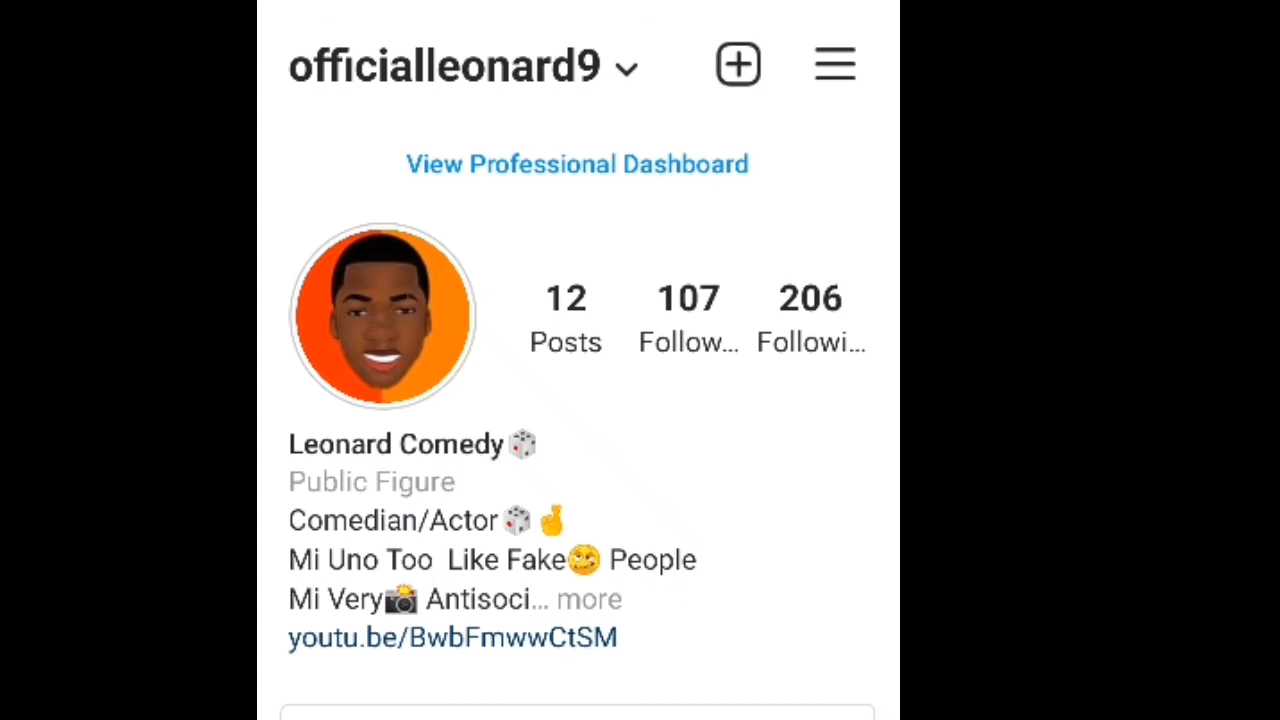 officialleonard9
View Professional Dashboard
12 107 206
Posts Follow... Followi...
Leonard Comedy🎲
Public Figure
Comedian/Actor🎲🤞
Mi Uno Too Like Fake🥴 People
Mi Very📸 Antisoci... more
youtu.be/BwbFmwwCtSM